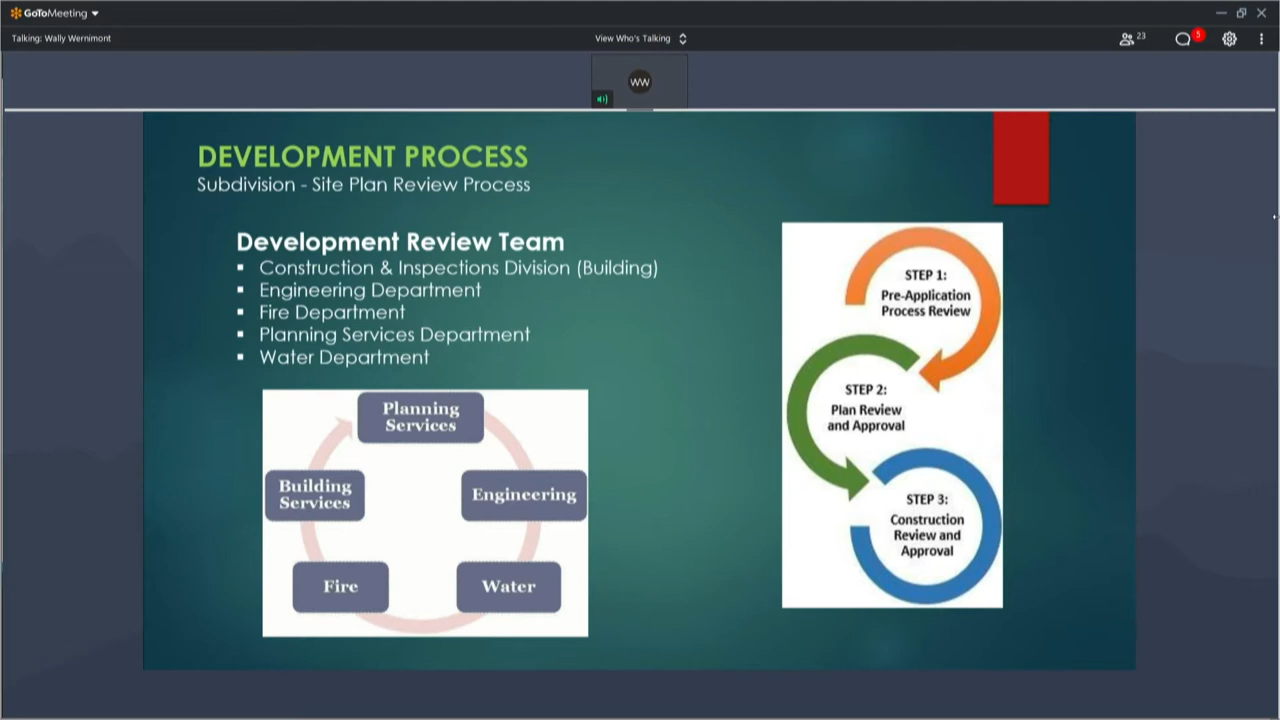 GoToMeeting
Talking: Wally Wernimont
View Who's Talking
23
5
WW
DEVELOPMENT PROCESS
Subdivision - Site Plan Review Process
Development Review Team
▪ Construction & Inspections Division (Building)
▪ Engineering Department
▪ Fire Department
▪ Planning Services Department
▪ Water Department
Planning
Services
Engineering
Water
Fire
Building
Services
STEP 1:
Pre-Application
Process Review
STEP 2:
Plan Review
and Approval
STEP 3:
Construction
Review and
Approval